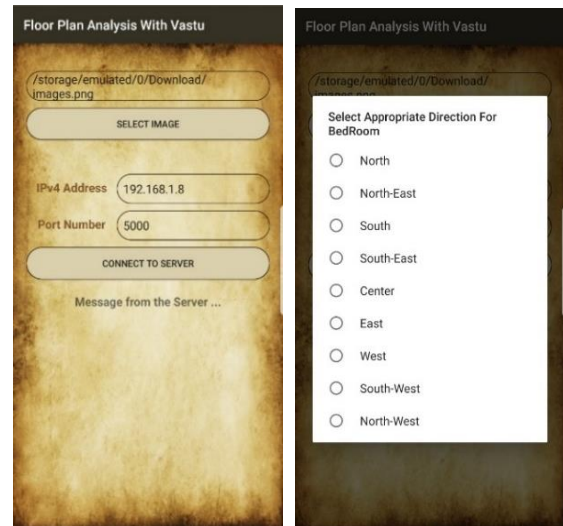 Floor Plan Analysis With Vastu
/storage/emulated/0/Download/
images.png
SELECT IMAGE
IPv4 Address 192.168.1.8
Port Number 5000
CONNECT TO SERVER
Message from the Server ...
Floor Plan Analysis With Vastu
/storage/emulated/0/Download/
images.png
Select Appropriate Direction For
BedRoom
North
North-East
South
South-East
Center
East
West
South-West
North-West